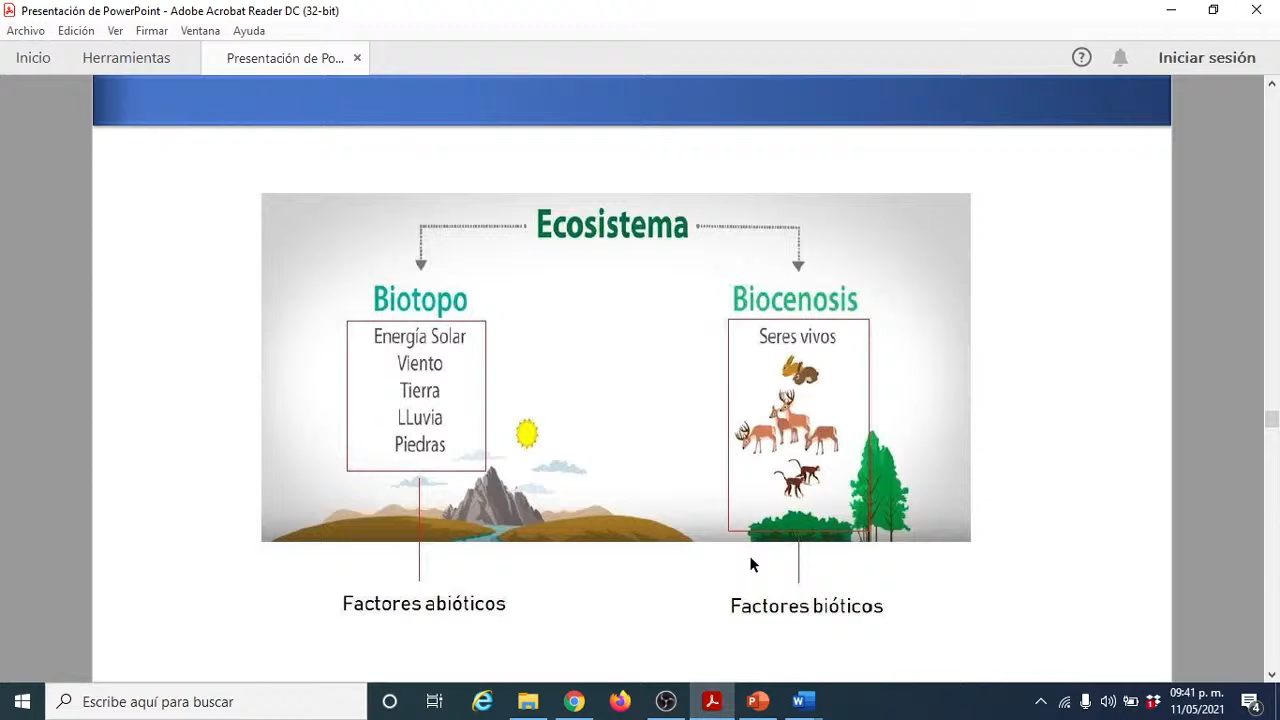 Presentación de PowerPoint - Adobe Acrobat Reader DC (32-bit)
Archivo Edición Ver Firmar Ventana Ayuda
Inicio Herramientas Presentación de Po... Iniciar sesión
Ecosistema
Biotopo
Energía Solar
Viento
Tierra
LLuvia
Piedras
Biocenosis
Seres vivos
Factores abióticos
Factores bióticos
Escribe aquí para buscar
09:41 p. m.
11/05/2021
4